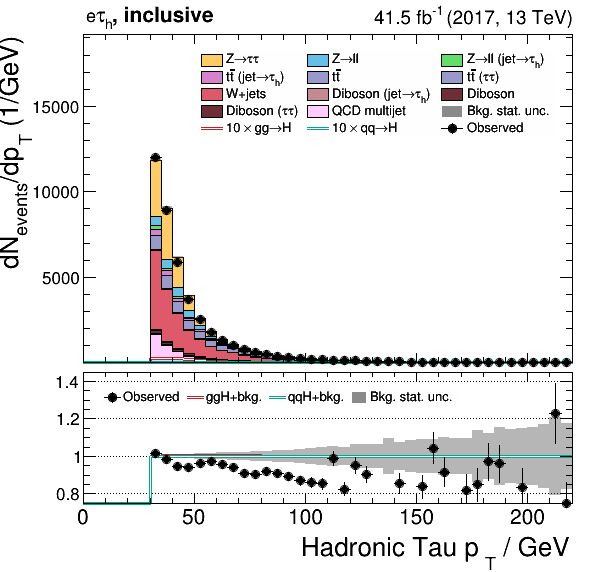 eτh, inclusive
41.5 fb-1 (2017, 13 TeV)
dNevents/dpT (1/GeV)
Z→ττ Z→ll Z→ll (jet→τh)
tt̄ (jet→τh) tt̄ tt̄ (ττ)
W+jets Diboson (jet→τh) Diboson
Diboson (ττ) QCD multijet Bkg. stat. unc.
10 × gg→H 10 × qq→H Observed
15000
10000
5000
Observed ggH+bkg. qqH+bkg. Bkg. stat. unc.
1.4
1.2
1
0.8
0 50 100 150 200
Hadronic Tau p T / GeV